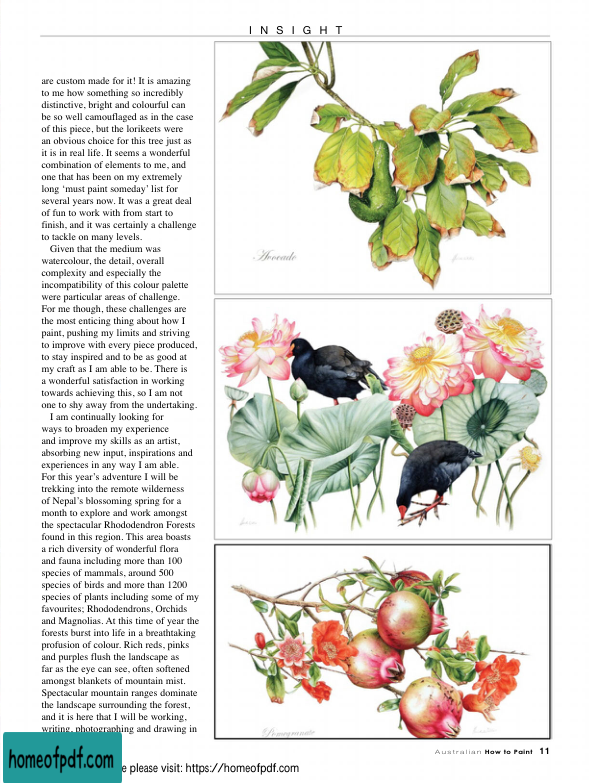 INSIGHT
are custom made for it! It is amazing
to me how something so incredibly
distinctive, bright and colourful can
be so well camouflaged as in the case
of this piece, but the lorikeets were
an obvious choice for this tree just as
it is in real life. It seems a wonderful
combination of elements to me, and
one that has been on my extremely
long ‘must paint someday’ list for
several years now. It was a great deal
of fun to work with from start to
finish, and it was certainly a challenge
to tackle on many levels.
Given that the medium was
watercolour, the detail, overall
complexity and especially the
incompatibility of this colour palette
were particular areas of challenge.
For me though, these challenges are
the most enticing thing about how I
paint, pushing my limits and striving
to improve with every piece produced,
to stay inspired and to be as good at
my craft as I am able to be. There is
a wonderful satisfaction in working
towards achieving this, so I am not
one to shy away from the undertaking.
I am continually looking for
ways to broaden my experience
and improve my skills as an artist,
absorbing new input, inspirations and
experiences in any way I am able.
For this year’s adventure I will be
trekking into the remote wilderness
of Nepal’s blossoming spring for a
month to explore and work amongst
the spectacular Rhododendron Forests
found in this region. This area boasts
a rich diversity of wonderful flora
and fauna including more than 100
species of mammals, around 500
species of birds and more than 1200
species of plants including some of my
favourites; Rhododendrons, Orchids
and Magnolias. At this time of year the
forests burst into life in a breathtaking
profusion of colour. Rich reds, pinks
and purples flush the landscape as
far as the eye can see, often softened
amongst blankets of mountain mist.
Spectacular mountain ranges dominate
the landscape surrounding the forest,
and it is here that I will be working,
writing, photographing and drawing in
Avocado
Pomegranate
Australian How to Paint 11
homeofpdf.com
e please visit: https://homeofpdf.com